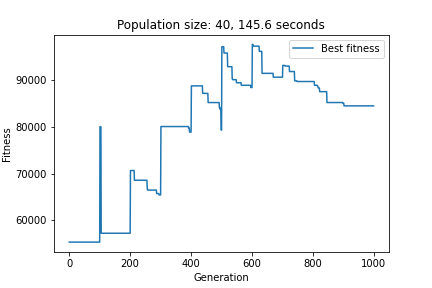 Population size: 40, 145.6 seconds
Best fitness
90000
80000
70000
60000
Fitness
0 200 400 600 800 1000
Generation